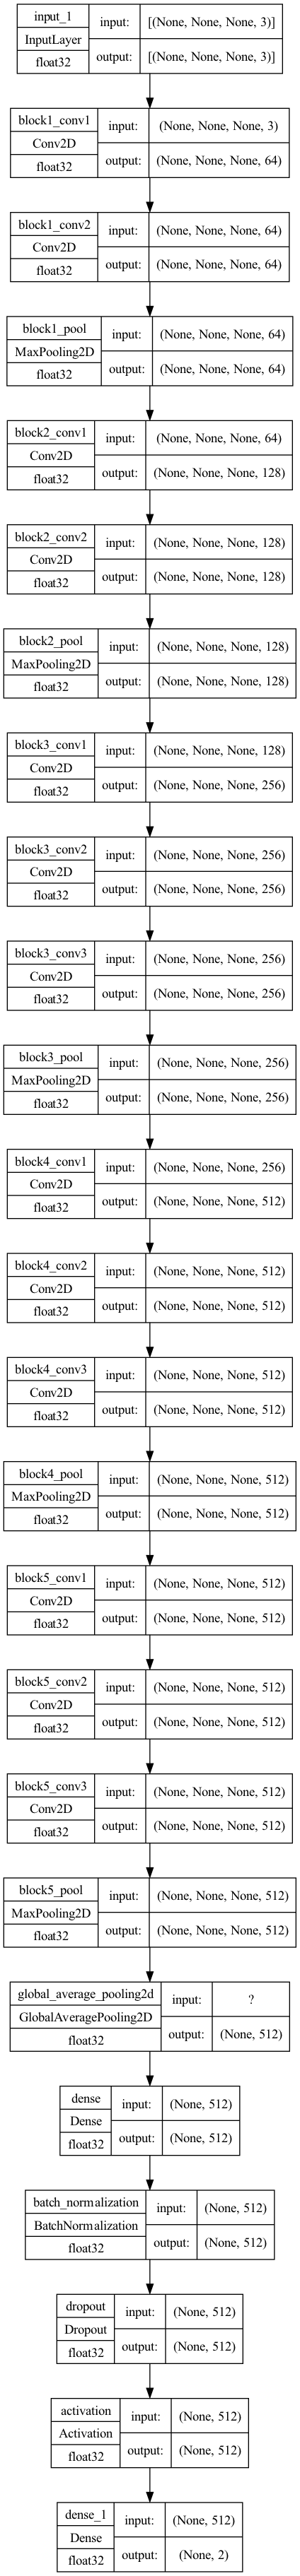 input_1
InputLayer
float32
input:
[(None, None, None, 3)]
output:
[(None, None, None, 3)]
block1_conv1
Conv2D
float32
input:
(None, None, None, 3)
output:
(None, None, None, 64)
block1_conv2
Conv2D
float32
input:
(None, None, None, 64)
output:
(None, None, None, 64)
block1_pool
MaxPooling2D
float32
input:
(None, None, None, 64)
output:
(None, None, None, 64)
block2_conv1
Conv2D
float32
input:
(None, None, None, 64)
output:
(None, None, None, 128)
block2_conv2
Conv2D
float32
input:
(None, None, None, 128)
output:
(None, None, None, 128)
block2_pool
MaxPooling2D
float32
input:
(None, None, None, 128)
output:
(None, None, None, 128)
block3_conv1
Conv2D
float32
input:
(None, None, None, 128)
output:
(None, None, None, 256)
block3_conv2
Conv2D
float32
input:
(None, None, None, 256)
output:
(None, None, None, 256)
block3_conv3
Conv2D
float32
input:
(None, None, None, 256)
output:
(None, None, None, 256)
block3_pool
MaxPooling2D
float32
input:
(None, None, None, 256)
output:
(None, None, None, 256)
block4_conv1
Conv2D
float32
input:
(None, None, None, 256)
output:
(None, None, None, 512)
block4_conv2
Conv2D
float32
input:
(None, None, None, 512)
output:
(None, None, None, 512)
block4_conv3
Conv2D
float32
input:
(None, None, None, 512)
output:
(None, None, None, 512)
block4_pool
MaxPooling2D
float32
input:
(None, None, None, 512)
output:
(None, None, None, 512)
block5_conv1
Conv2D
float32
input:
(None, None, None, 512)
output:
(None, None, None, 512)
block5_conv2
Conv2D
float32
input:
(None, None, None, 512)
output:
(None, None, None, 512)
block5_conv3
Conv2D
float32
input:
(None, None, None, 512)
output:
(None, None, None, 512)
block5_pool
MaxPooling2D
float32
input:
(None, None, None, 512)
output:
(None, None, None, 512)
global_average_pooling2d
GlobalAveragePooling2D
float32
input:
?
output:
(None, 512)
dense
Dense
float32
input:
(None, 512)
output:
(None, 512)
batch_normalization
BatchNormalization
float32
input:
(None, 512)
output:
(None, 512)
dropout
Dropout
float32
input:
(None, 512)
output:
(None, 512)
activation
Activation
float32
input:
(None, 512)
output:
(None, 512)
dense_1
Dense
float32
input:
(None, 512)
output:
(None, 2)